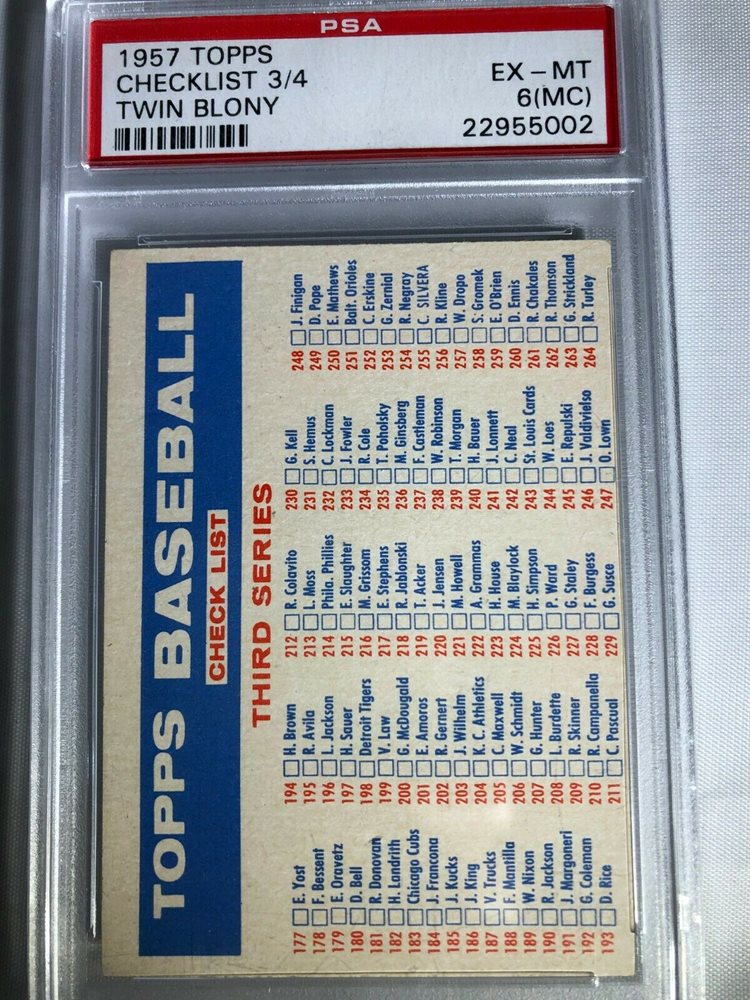 PSA
1957 TOPPS
CHECKLIST 3/4
TWIN BLONY
EX - MT
6(MC)
22955002
TOPPS BASEBALL
CHECK LIST
THIRD SERIES
177 E. Yost
178 F. Bessent
179 E. Oravetz
180 D. Bell
181 R. Donovan
182 H. Landrith
183 Chicago Cubs
184 J. Francona
185 J. Kucks
186 J. King
187 V. Trucks
188 F. Mantilla
189 W. Nixon
190 R. Jackson
191 J. Margoneri
192 G. Coleman
193 D. Rice
194 H. Brown
195 R. Avila
196 L. Jackson
197 H. Sauer
198 Detroit Tigers
199 V. Law
200 G. McDougald
201 E. Amoros
202 R. Gernert
203 J. Wilhelm
204 K. C. Athletics
205 C. Maxwell
206 W. Schmidt
207 G. Hunter
208 L. Burdette
209 R. Skinner
210 R. Campanella
211 C. Pascual
212 R. Colavito
213 L. Moss
214 Phila. Phillies
215 E. Slaughter
216 M. Grissom
217 E. Stephens
218 R. Jablonski
219 T. Acker
220 J. Jensen
221 M. Howell
222 A. Grammas
223 H. House
224 M. Blaylock
225 H. Simpson
226 P. Ward
227 G. Staley
228 F. Burgess
229 G. Susce
230 G. Kell
231 S. Hemus
232 C. Lockman
233 J. Fowler
234 R. Cole
235 T. Poholsky
236 M. Ginsberg
237 F. Castleman
238 W. Robinson
239 T. Morgan
240 H. Bauer
241 J. Lonnett
242 C. Neal
243 St. Louis Cards
244 W. Loes
245 E. Repulski
246 J. Valdivielso
247 O. Lown
248 J. Finigan
249 D. Pope
250 E. Mathews
251 Balt. Orioles
252 C. Erskine
253 G. Zernial
254 R. Negray
255 C. SILVERA
256 R. Kline
257 W. Dropo
258 S. Gromek
259 E. O'Brien
260 D. Ennis
261 R. Chakales
262 R. Thomson
263 G. Strickland
264 R. Turley